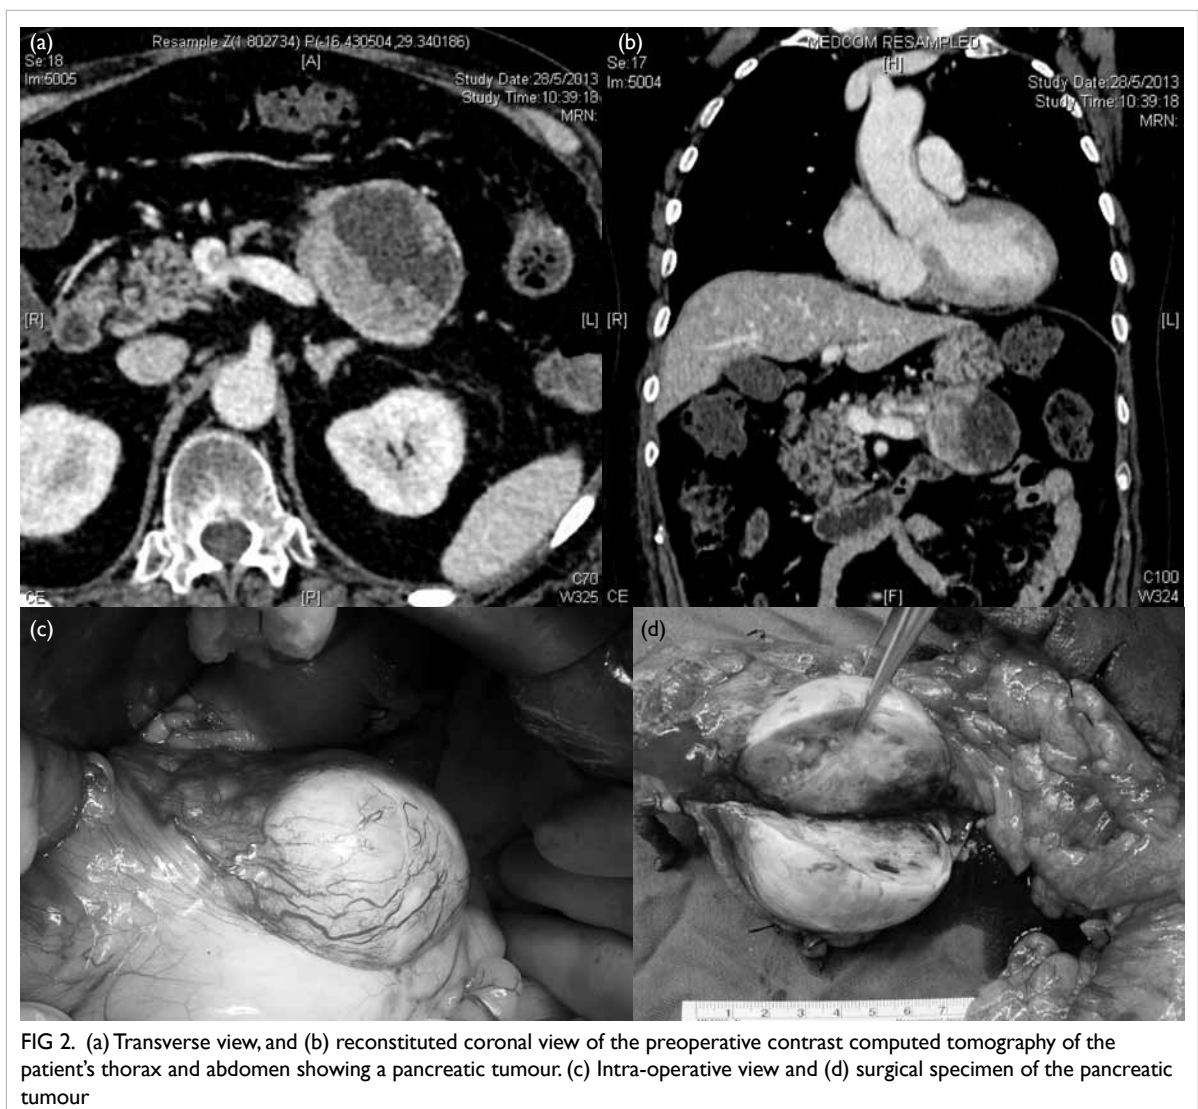 (a)
Resample Z(1.802734) P(-16.430504,29.340186)
Se:18
[A]
Im:5005
Study Date:28/5/2013
Study Time:10:39:18
MRN:
[R]
[L]
C70
CE
[P]
W325
(b)
MEDCOM RESAMPLED
Se:17
[H]
Im:5004
Study Date:28/5/2013
Study Time:10:39:18
MRN:
[R]
[L]
C100
CE
[F]
W324
(c)
(d)
1 2 3 4 5 6 7
FIG 2. (a) Transverse view, and (b) reconstituted coronal view of the preoperative contrast computed tomography of the
patient's thorax and abdomen showing a pancreatic tumour. (c) Intra-operative view and (d) surgical specimen of the pancreatic
tumour